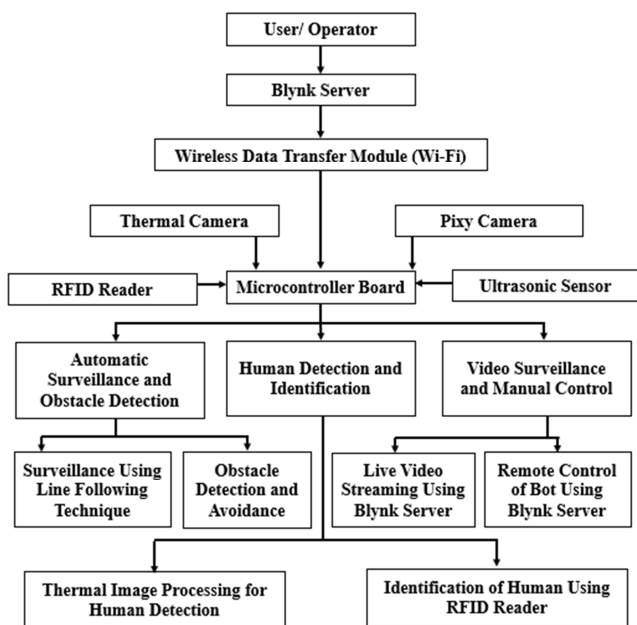 User/ Operator
Blynk Server
Wireless Data Transfer Module (Wi-Fi)
Thermal Camera
Pixy Camera
RFID Reader
Microcontroller Board
Ultrasonic Sensor
Automatic
Surveillance and
Obstacle Detection
Human Detection and
Identification
Video Surveillance
and Manual Control
Surveillance Using
Line Following
Technique
Obstacle
Detection and
Avoidance
Live Video
Streaming Using
Blynk Server
Remote Control
of Bot Using
Blynk Server
Thermal Image Processing for
Human Detection
Identification of Human Using
RFID Reader